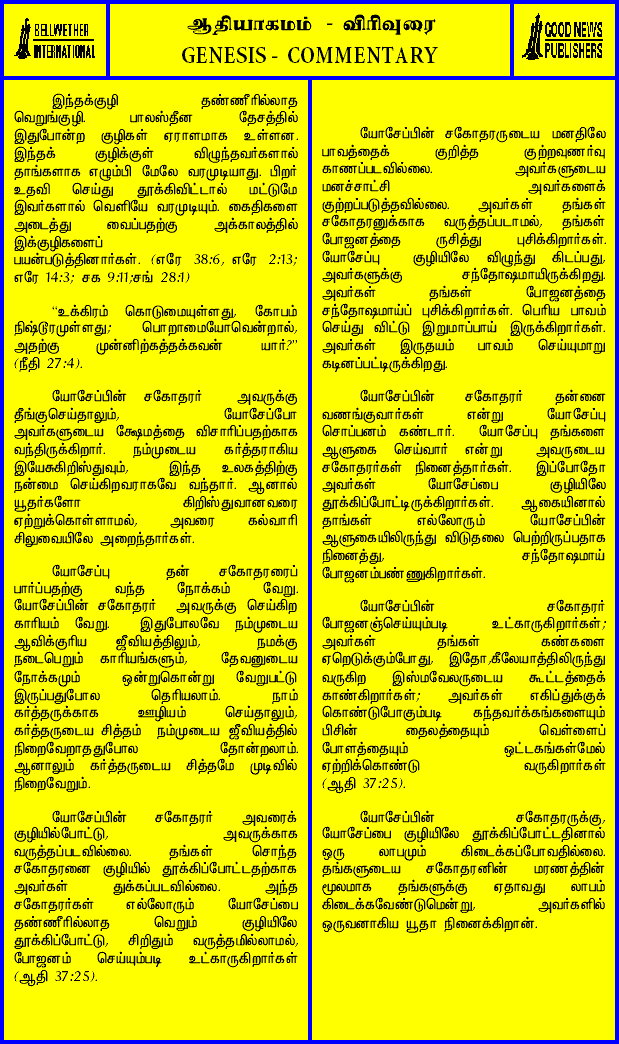 BELLWETHER
INTERNATIONAL
ஆதியாகமம் - விரிவுரை
GENESIS - COMMENTARY
GOOD NEWS
PUBLISHERS
இந்தக்குழி தண்ணீரில்லாத
வெறுங்குழி. பாலஸ்தீன தேசத்தில்
இதுபோன்ற குழிகள் ஏராளமாக உள்ளன.
இந்தக் குழிக்குள் விழுந்தவர்களால்
தாங்களாக எழும்பி மேலே வரமுடியாது. பிறர்
உதவி செய்து தூக்கிவிட்டால் மட்டுமே
இவர்களால் வெளியே வரமுடியும். கைதிகளை
அடைத்து வைப்பதற்கு அக்காலத்தில்
இக்குழிகளைப்
பயன்படுத்தினார்கள். (எரே 38:6, எரே 2:13;
எரே 14:3; சக 9:11;சங் 28:1)
“உக்கிரம் கொடுமையுள்ளது, கோபம்
நிஷ்டூரமுள்ளது; பொறாமையோவென்றால்,
அதற்கு முன்னிற்கத்தக்கவன் யார்?”
(நீதி 27:4).
யோசேப்பின் சகோதரர் அவருக்கு
தீங்குசெய்தாலும், யோசேப்போ
அவர்களுடைய க்ஷேமத்தை விசாரிப்பதற்காக
வந்திருக்கிறார். நம்முடைய கர்த்தராகிய
இயேசுகிறிஸ்துவும், இந்த உலகத்திற்கு
நன்மை செய்கிறவராகவே வந்தார். ஆனால்
யூதர்களோ கிறிஸ்துவானவரை
ஏற்றுக்கொள்ளாமல், அவரை கல்வாரி
சிலுவையிலே அறைந்தார்கள்.
யோசேப்பு தன் சகோதரரைப்
பார்ப்பதற்கு வந்த நோக்கம் வேறு.
யோசேப்பின் சகோதரர் அவருக்கு செய்கிற
காரியம் வேறு. இதுபோலவே நம்முடைய
ஆவிக்குரிய ஜீவியத்திலும், நமக்கு
நடைபெறும் காரியங்களும், தேவனுடைய
நோக்கமும் ஒன்றுகொன்று வேறுபட்டு
இருப்பதுபோல தெரியலாம். நாம்
கர்த்தருக்காக ஊழியம் செய்தாலும்,
கர்த்தருடைய சித்தம் நம்முடைய ஜீவியத்தில்
நிறைவேறாததுபோல தோன்றலாம்.
ஆனாலும் கர்த்தருடைய சித்தமே முடிவில்
நிறைவேறும்.
யோசேப்பின் சகோதரர் அவரைக்
குழியில்போட்டு, அவருக்காக
வருத்தப்படவில்லை. தங்கள் சொந்த
சகோதரனை குழியில் தூக்கிப்போட்டதற்காக
அவர்கள் துக்கப்படவில்லை. அந்த
சகோதரர்கள் எல்லோரும் யோசேப்பை
தண்ணீரில்லாத வெறும் குழியிலே
தூக்கிப்போட்டு, சிறிதும் வருத்தமில்லாமல்,
போஜனம் செய்யும்படி உட்காருகிறார்கள்
(ஆதி 37:25).
யோசேப்பின் சகோதரருடைய மனதிலே
பாவத்தைக் குறித்த குற்றவுணர்வு
காணப்படவில்லை. அவர்களுடைய
மனச்சாட்சி அவர்களைக்
குற்றப்படுத்தவில்லை. அவர்கள் தங்கள்
சகோதரனுக்காக வருத்தப்படாமல், தங்கள்
போஜனத்தை ருசித்து புசிக்கிறார்கள்.
யோசேப்பு குழியிலே விழுந்து கிடப்பது,
அவர்களுக்கு சந்தோஷமாயிருக்கிறது.
அவர்கள் தங்கள் போஜனத்தை
சந்தோஷமாய்ப் புசிக்கிறார்கள். பெரிய பாவம்
செய்து விட்டு இறுமாப்பாய் இருக்கிறார்கள்.
அவர்கள் இருதயம் பாவம் செய்யுமாறு
கடினப்பட்டிருக்கிறது.
யோசேப்பின் சகோதரர் தன்னை
வணங்குவார்கள் என்று யோசேப்பு
சொப்பனம் கண்டார். யோசேப்பு தங்களை
ஆளுகை செய்வார் என்று அவருடைய
சகோதரர்கள் நினைத்தார்கள். இப்போதோ
அவர்கள் யோசேப்பை குழியிலே
தூக்கிப்போட்டிருக்கிறார்கள். ஆகையினால்
தாங்கள் எல்லோரும் யோசேப்பின்
ஆளுகையிலிருந்து விடுதலை பெற்றிருப்பதாக
நினைத்து, சந்தோஷமாய்
போஜனம்பண்ணுகிறார்கள்.
யோசேப்பின் சகோதரர்
போஜனஞ்செய்யும்படி உட்காருகிறார்கள்;
அவர்கள் தங்கள் கண்களை
ஏறெடுக்கும்போது, இதோ,கீலேயாத்திலிருந்து
வருகிற இஸ்மவேலருடைய கூட்டத்தைக்
காண்கிறார்கள்; அவர்கள் எகிப்துக்குக்
கொண்டுபோகும்படி கந்தவர்க்கங்களையும்
பிசின் தைலத்தையும் வெள்ளைப்
போளத்தையும் ஒட்டகங்கள்மேல்
ஏற்றிக்கொண்டு வருகிறார்கள்
(ஆதி 37:25).
யோசேப்பின் சகோதரருக்கு,
யோசேப்பை குழியிலே தூக்கிப்போட்டதினால்
ஒரு லாபமும் கிடைக்கப்போவதில்லை.
தங்களுடைய சகோதரனின் மரணத்தின்
மூலமாக தங்களுக்கு ஏதாவது லாபம்
கிடைக்கவேண்டுமென்று, அவர்களில்
ஒருவனாகிய யூதா நினைக்கிறான்.